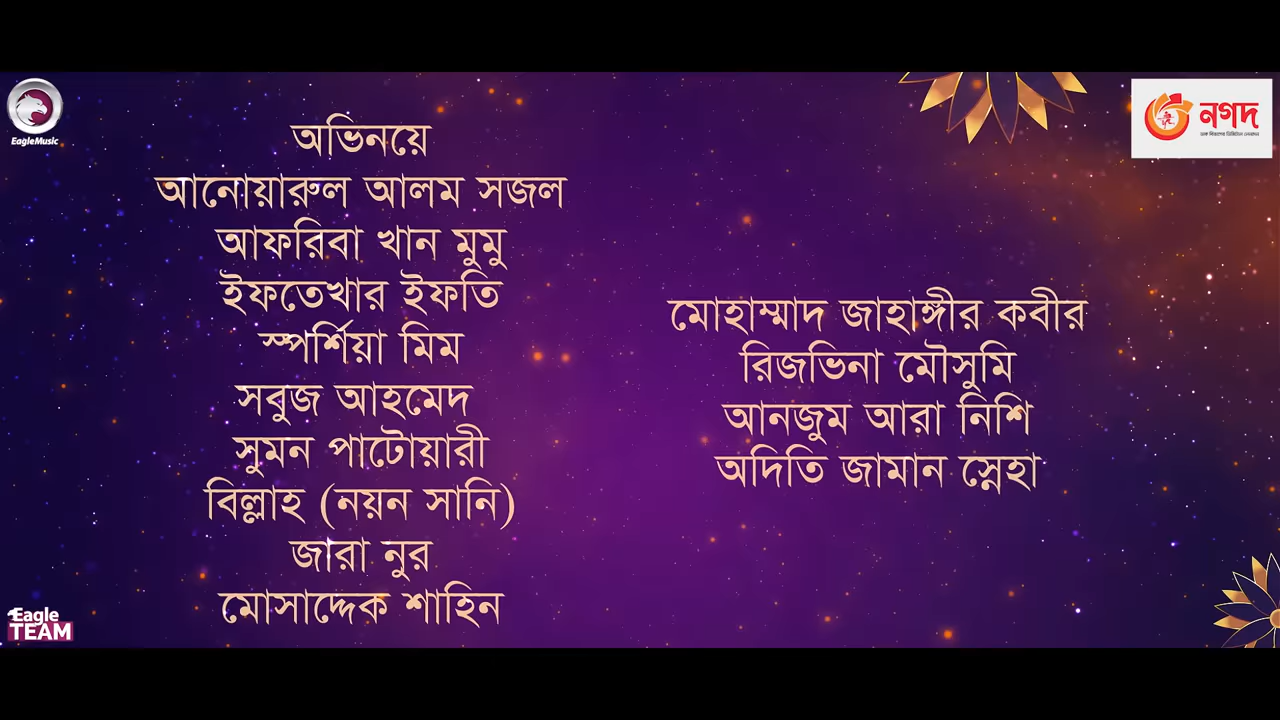 EagleMusic
নগদ
অভিনয়ে
আনোয়ারুল আলম সজল
আফরিবা খান মুমু
ইফতেখার ইফতি
স্পর্শিয়া মিম
সবুজ আহমেদ
সুমন পাটোয়ারী
বিল্লাহ (নয়ন সানি)
জারা নুর
মোসাদ্দেক শাহিন
মোহাম্মাদ জাহাঙ্গীর কবীর
রিজভিনা মৌসুমি
আনজুম আরা নিশি
অদিতি জামান স্নেহা
Eagle
TEAM